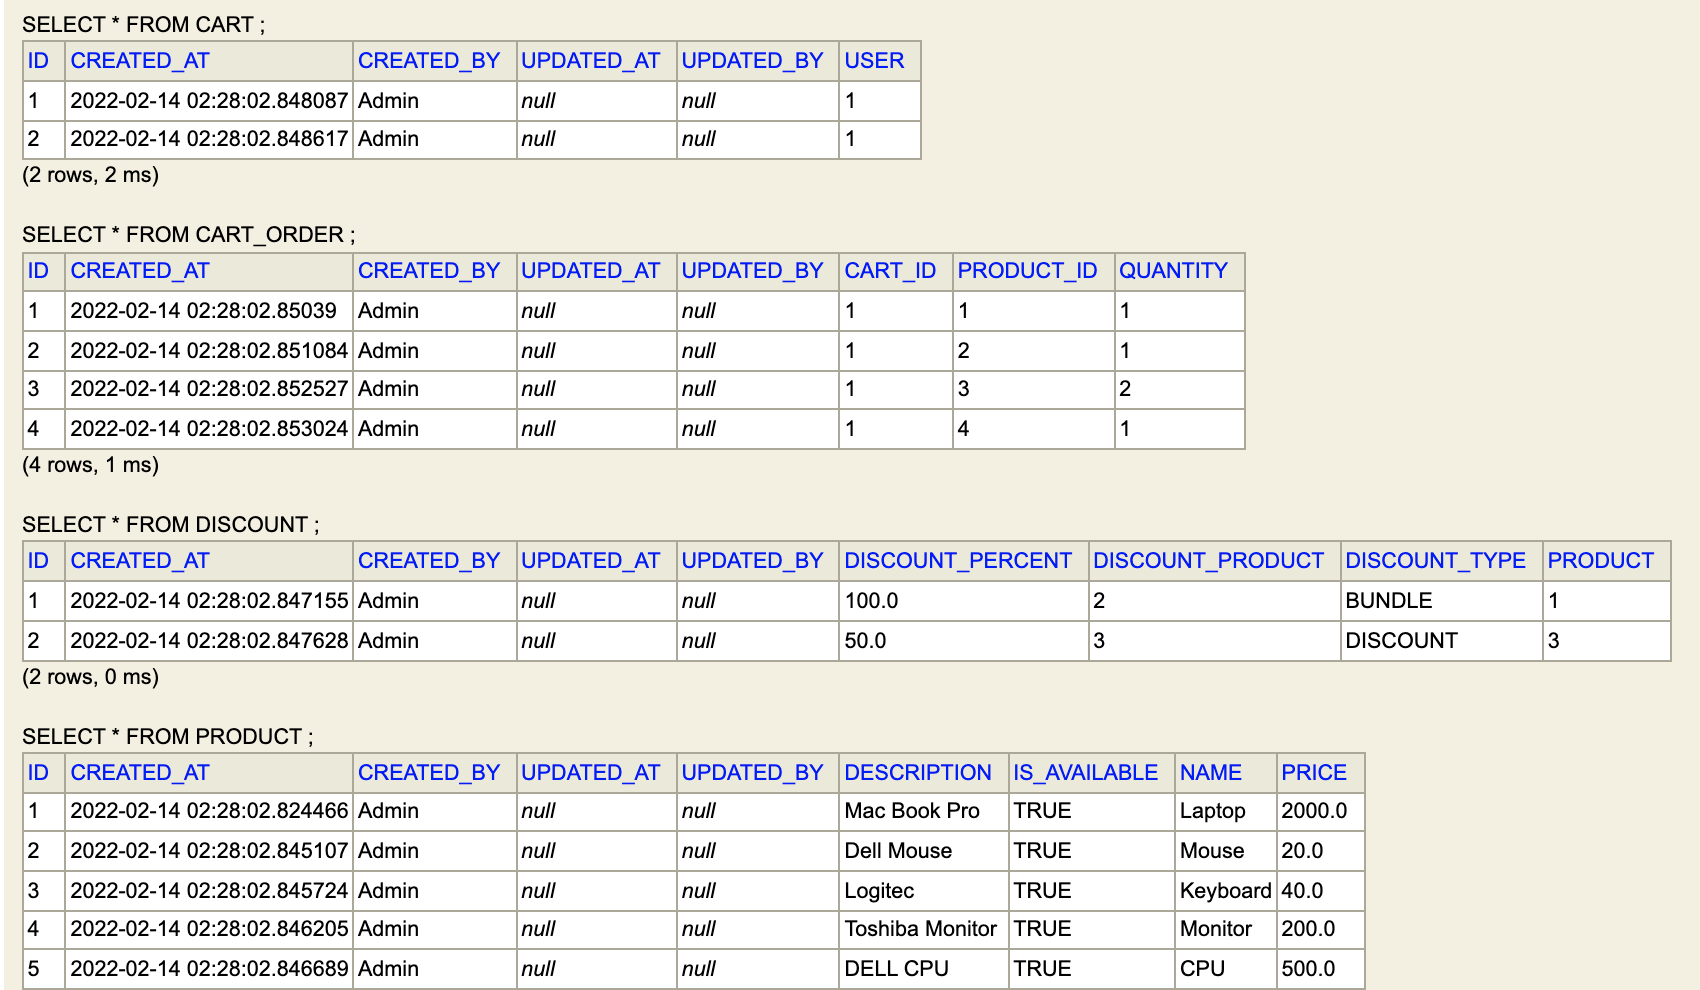 SELECT * FROM CART ;
ID CREATED_AT CREATED_BY UPDATED_AT UPDATED_BY USER
1 2022-02-14 02:28:02.848087 Admin null null 1
2 2022-02-14 02:28:02.848617 Admin null null 1
(2 rows, 2 ms)
SELECT * FROM CART_ORDER ;
ID CREATED_AT CREATED_BY UPDATED_AT UPDATED_BY CART_ID PRODUCT_ID QUANTITY
1 2022-02-14 02:28:02.85039 Admin null null 1 1 1
2 2022-02-14 02:28:02.851084 Admin null null 1 2 1
3 2022-02-14 02:28:02.852527 Admin null null 1 3 2
4 2022-02-14 02:28:02.853024 Admin null null 1 4 1
(4 rows, 1 ms)
SELECT * FROM DISCOUNT ;
ID CREATED_AT CREATED_BY UPDATED_AT UPDATED_BY DISCOUNT_PERCENT DISCOUNT_PRODUCT DISCOUNT_TYPE PRODUCT
1 2022-02-14 02:28:02.847155 Admin null null 100.0 2 BUNDLE 1
2 2022-02-14 02:28:02.847628 Admin null null 50.0 3 DISCOUNT 3
(2 rows, 0 ms)
SELECT * FROM PRODUCT ;
ID CREATED_AT CREATED_BY UPDATED_AT UPDATED_BY DESCRIPTION IS_AVAILABLE NAME PRICE
1 2022-02-14 02:28:02.824466 Admin null null Mac Book Pro TRUE Laptop 2000.0
2 2022-02-14 02:28:02.845107 Admin null null Dell Mouse TRUE Mouse 20.0
3 2022-02-14 02:28:02.845724 Admin null null Logitec TRUE Keyboard 40.0
4 2022-02-14 02:28:02.846205 Admin null null Toshiba Monitor TRUE Monitor 200.0
5 2022-02-14 02:28:02.846689 Admin null null DELL CPU TRUE CPU 500.0